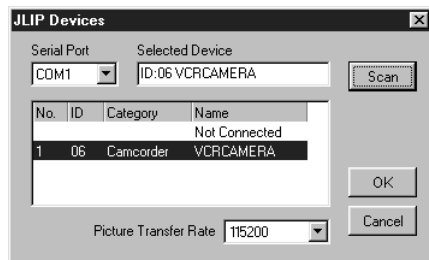 JLIP Devices
Serial Port Selected Device
COM1 ID:06 VCRCAMERA Scan
No. ID Category Name
Not Connected
1 06 Camcorder VCRCAMERA
OK
Picture Transfer Rate 115200 Cancel